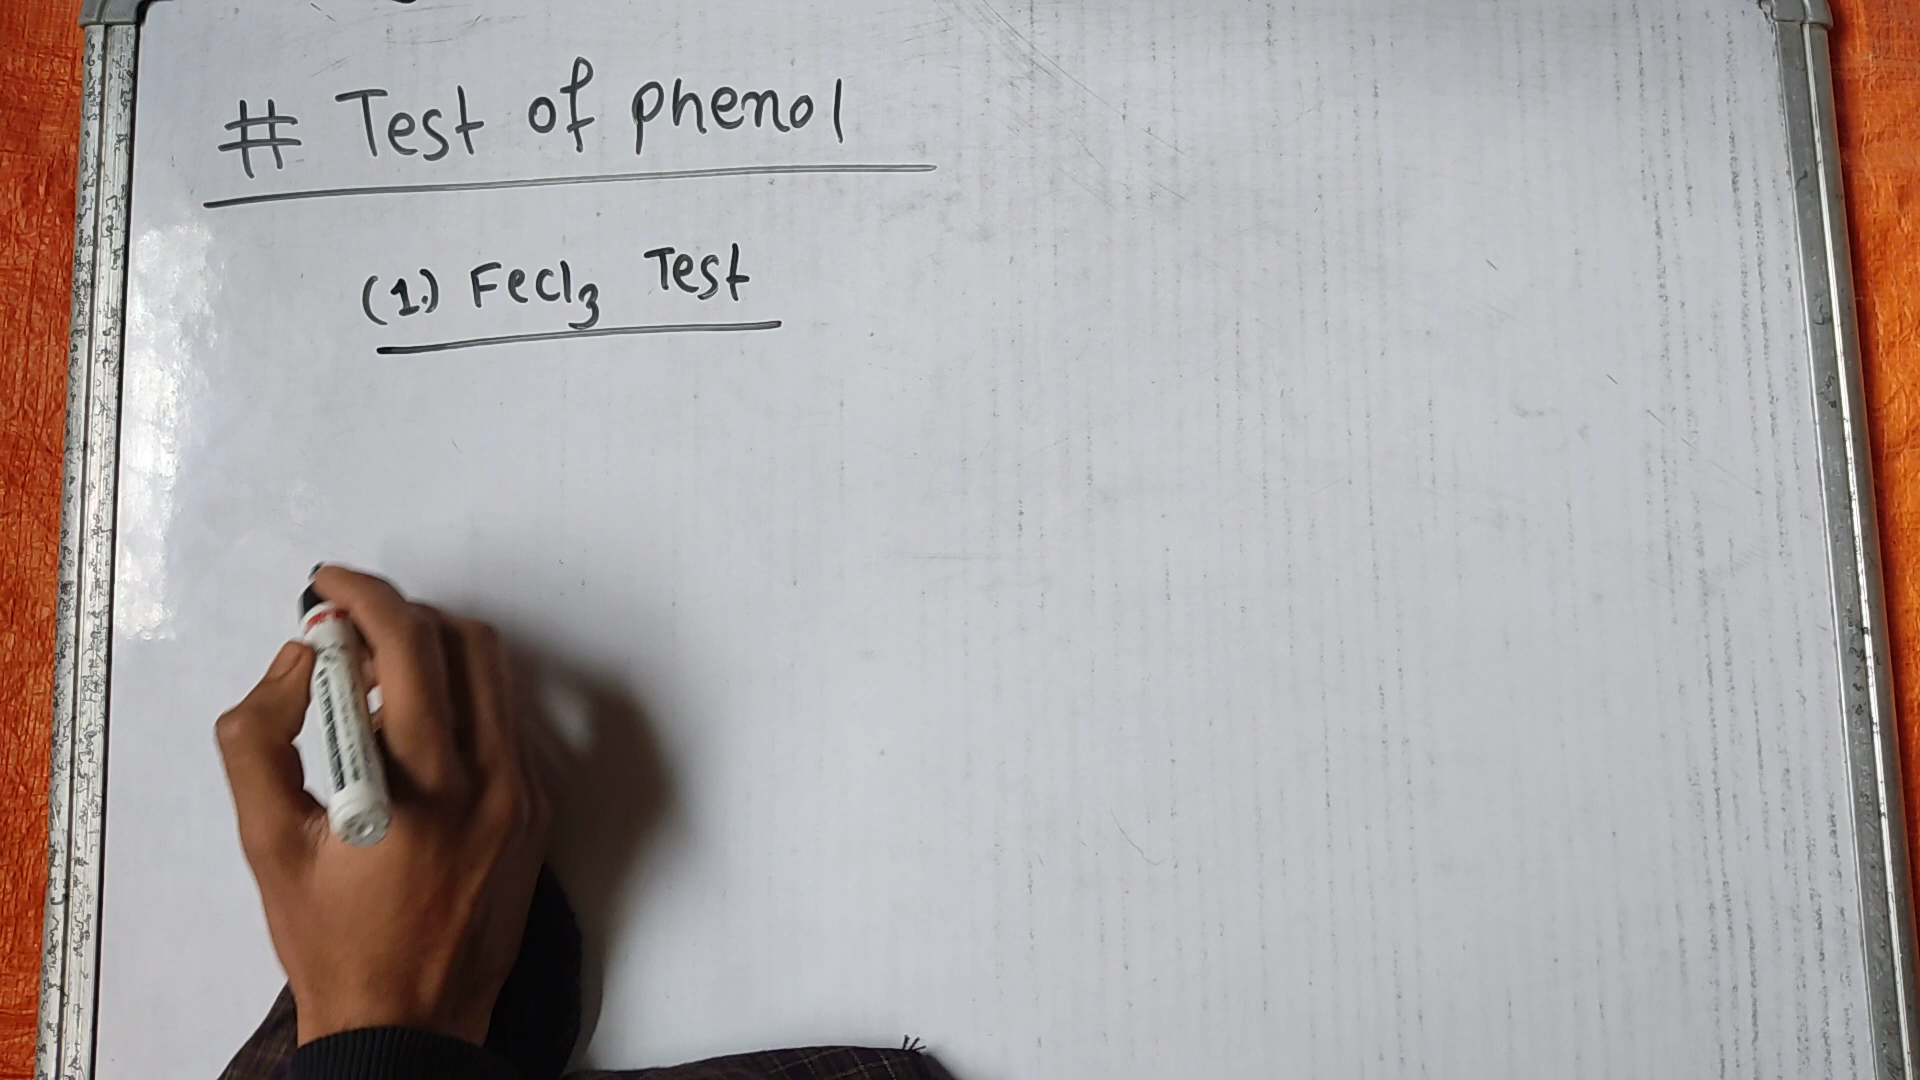 # Test of phenol
(1.) Fecl₃ Test